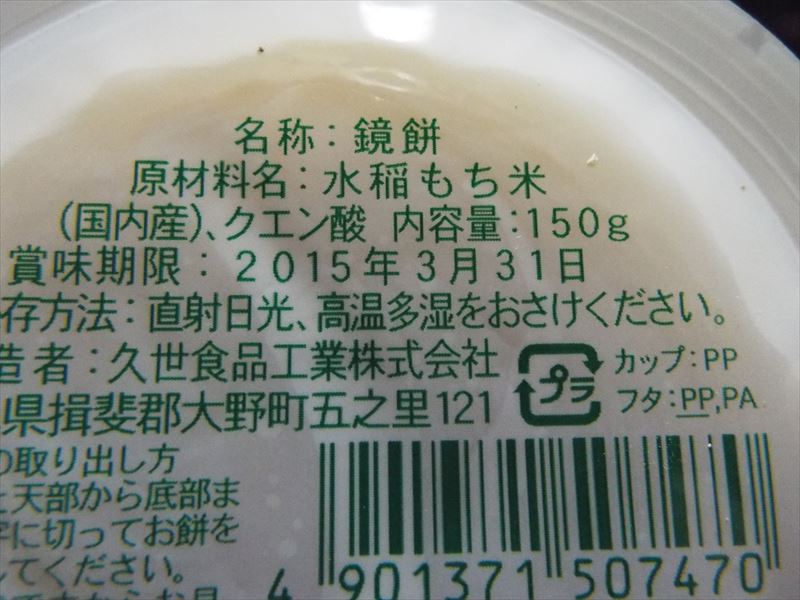 名称：鏡餅
原材料名：水稲もち米
(国内産)、クエン酸 内容量：150g
賞味期限：2015年3月31日
存方法：直射日光、高温多湿をおさけください。
造者：久世食品工業株式会社
県揖斐郡大野町五之里121
プラ
カップ：PP
フタ：PP,PA
の取り出し方
天部から底部ま
字に切ってお餅を
してください。
4 901371 507470